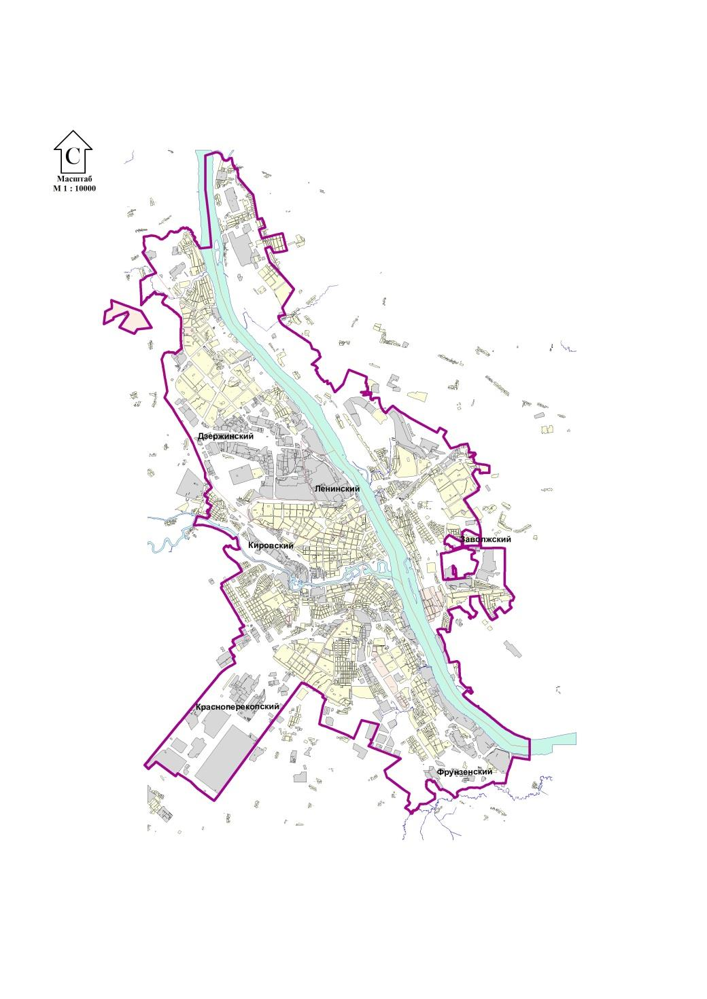 С
Масштаб
М 1 : 10000
Дзержинский
Ленинский
Заволжский
Кировский
Красноперекопский
Фрунзенский